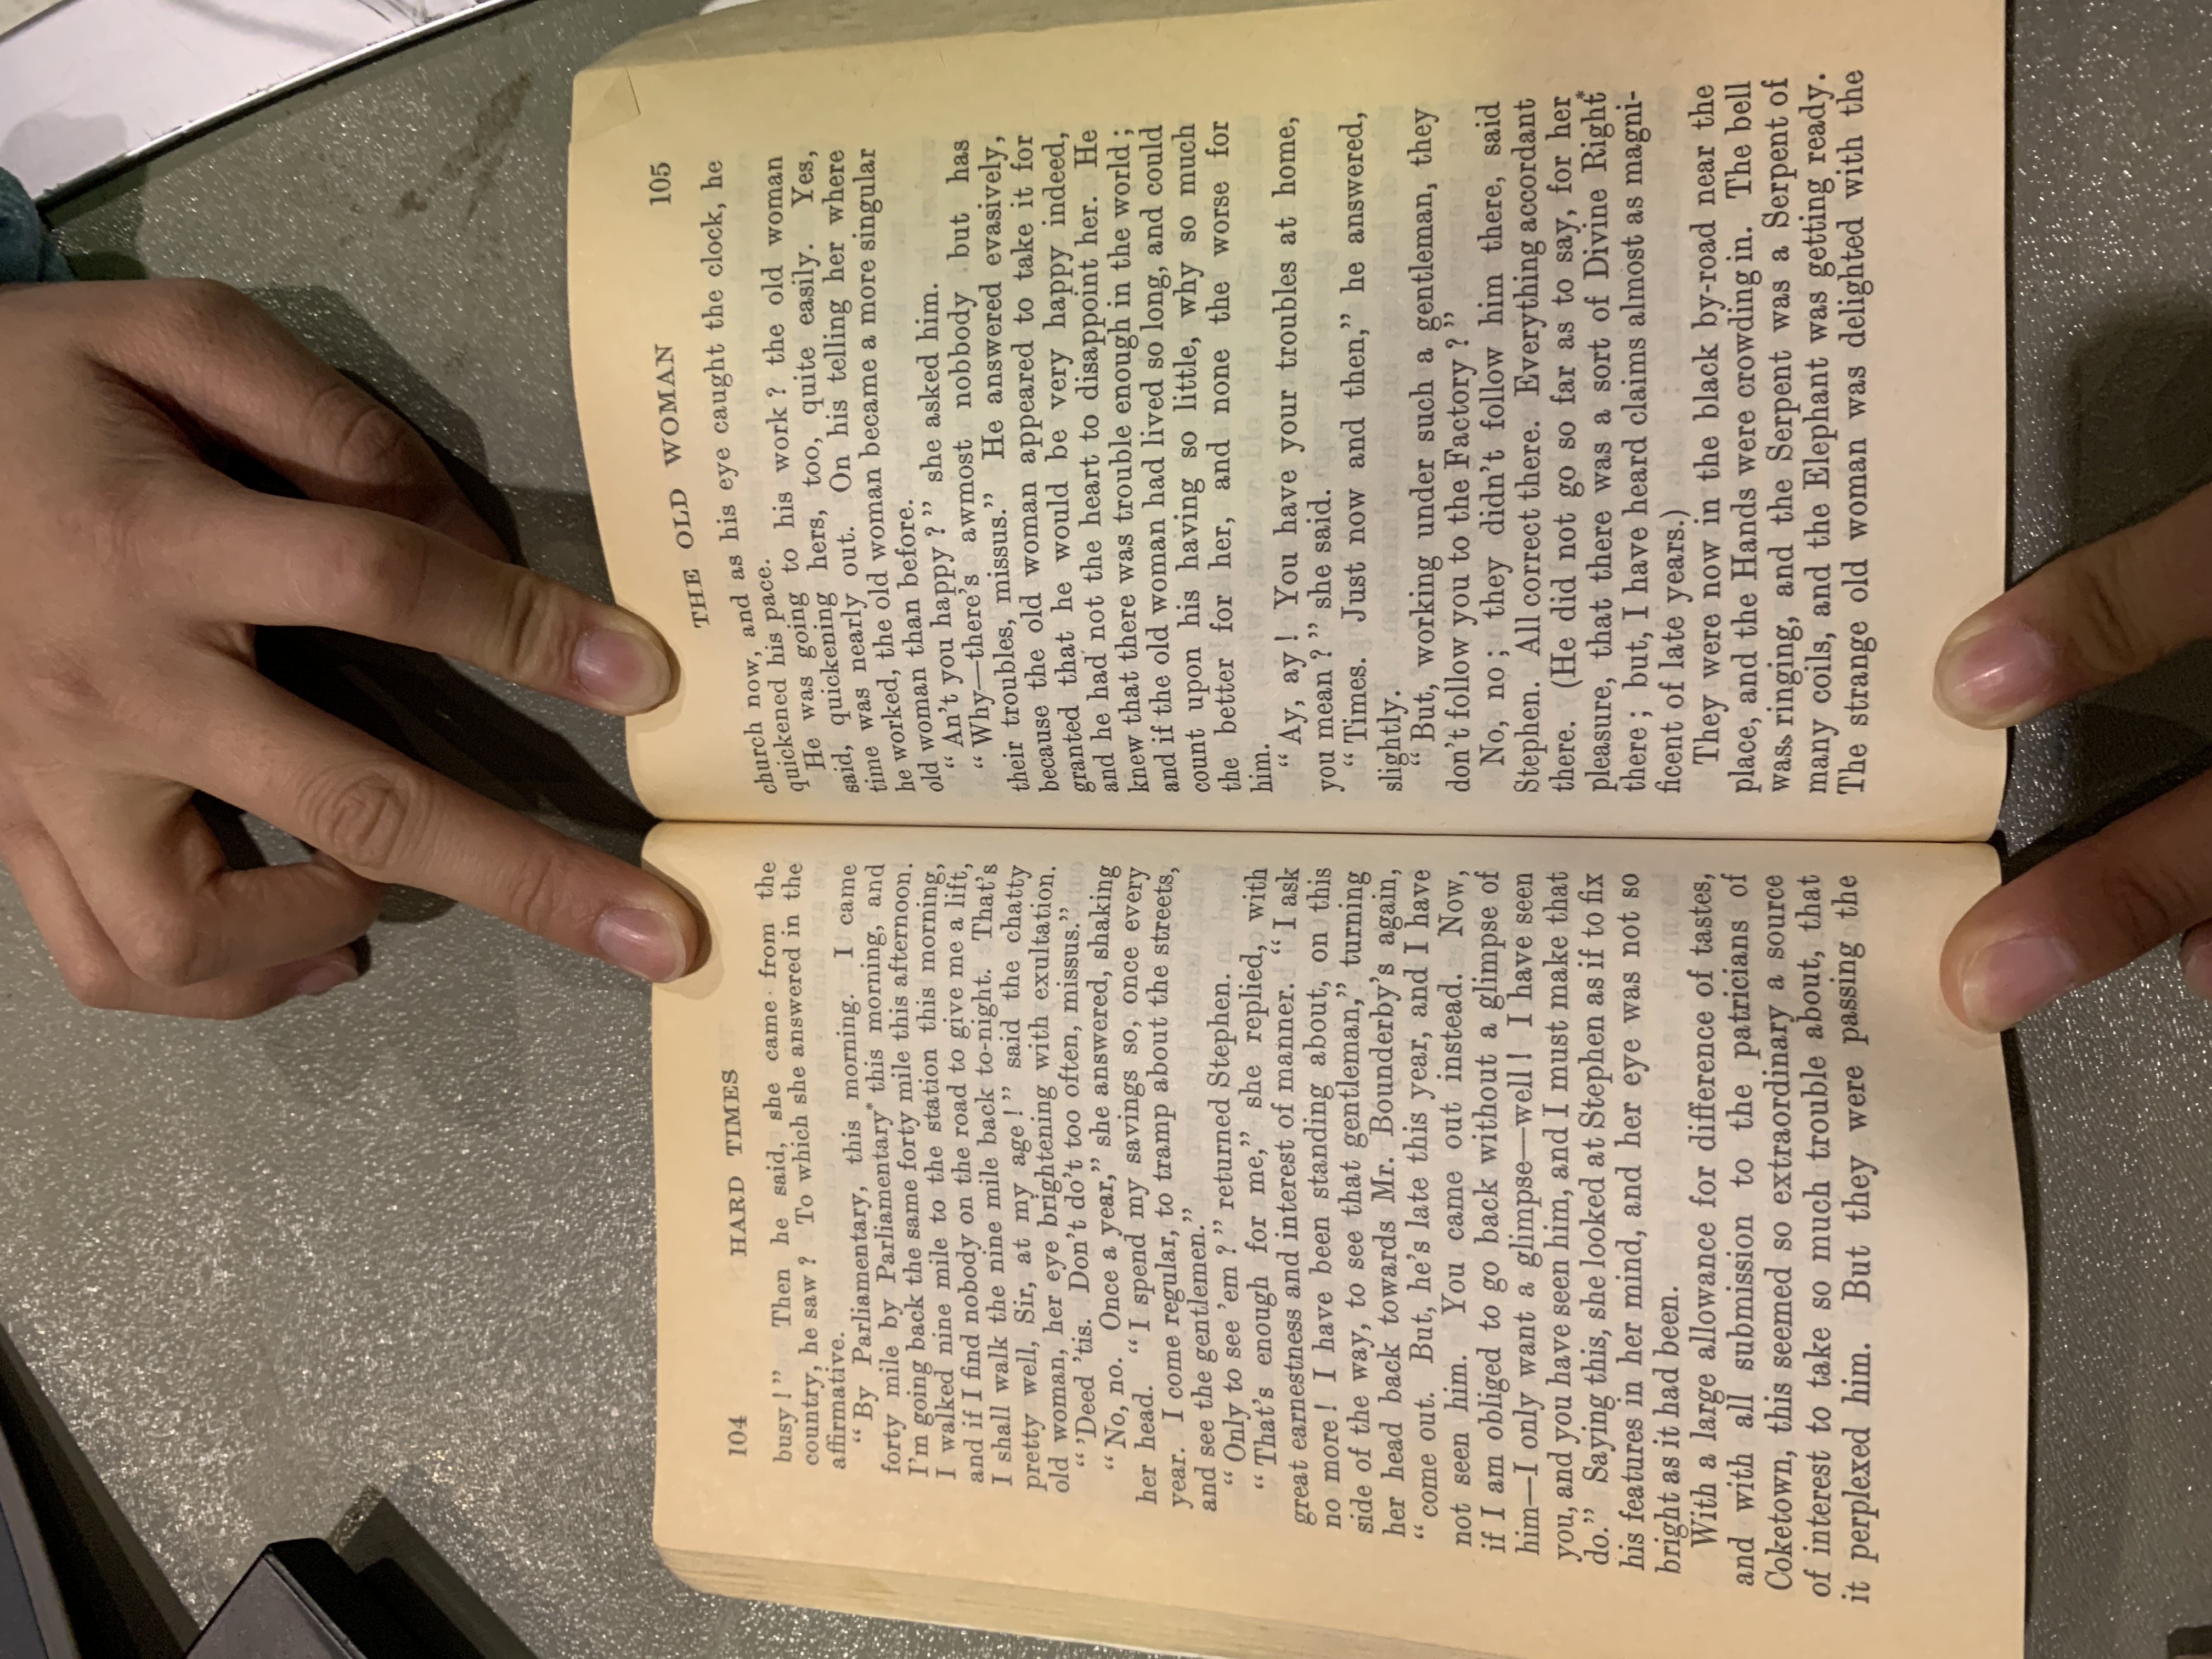 104 HARD TIMES
busy!” Then he said, she came from the
country, he saw? To which she answered in the
affirmative.
“By Parliamentary, this morning. I came
forty mile by Parliamentary* this morning, and
I’m going back the same forty mile this afternoon.
I walked nine mile to the station this morning,
and if I find nobody on the road to give me a lift,
I shall walk the nine mile back to-night. That’s
pretty well, Sir, at my age!” said the chatty
old woman, her eye brightening with exultation.
“’Deed ’tis. Don’t do’t too often, missus.”
“No, no. Once a year,” she answered, shaking
her head. “I spend my savings so, once every
year. I come regular, to tramp about the streets,
and see the gentlemen.”
“Only to see ’em?” returned Stephen.
“That’s enough for me,” she replied, with
great earnestness and interest of manner. “I ask
no more! I have been standing about, on this
side of the way, to see that gentleman,” turning
her head back towards Mr. Bounderby’s again,
“come out. But, he’s late this year, and I have
not seen him. You came out instead. Now,
if I am obliged to go back without a glimpse of
him—I only want a glimpse—well! I have seen
you, and you have seen him, and I must make that
do.” Saying this, she looked at Stephen as if to fix
his features in her mind, and her eye was not so
bright as it had been.
With a large allowance for difference of tastes,
and with all submission to the patricians of
Coketown, this seemed so extraordinary a source
of interest to take so much trouble about, that
it perplexed him. But they were passing the
THE OLD WOMAN 105
church now, and as his eye caught the clock, he
quickened his pace.
He was going to his work? the old woman
said, quickening hers, too, quite easily. Yes,
time was nearly out. On his telling her where
he worked, the old woman became a more singular
old woman than before.
“An’t you happy?” she asked him.
“Why—there’s awmost nobbody but has
their troubles, missus.” He answered evasively,
because the old woman appeared to take it for
granted that he would be very happy indeed,
and he had not the heart to disappoint her. He
knew that there was trouble enough in the world;
and if the old woman had lived so long, and could
count upon his having so little, why so much
the better for her, and none the worse for
him.
“Ay, ay! You have your troubles at home,
you mean?” she said.
“Times. Just now and then,” he answered,
slightly.
“But, working under such a gentleman, they
don’t follow you to the Factory?”
No, no; they didn’t follow him there, said
Stephen. All correct there. Everything accordant
there. (He did not go so far as to say, for her
pleasure, that there was a sort of Divine Right*
there; but, I have heard claims almost as magni-
ficent of late years.)
They were now in the black by-road near the
place, and the Hands were crowding in. The bell
was ringing, and the Serpent was a Serpent of
many coils, and the Elephant was getting ready.
The strange old woman was delighted with the